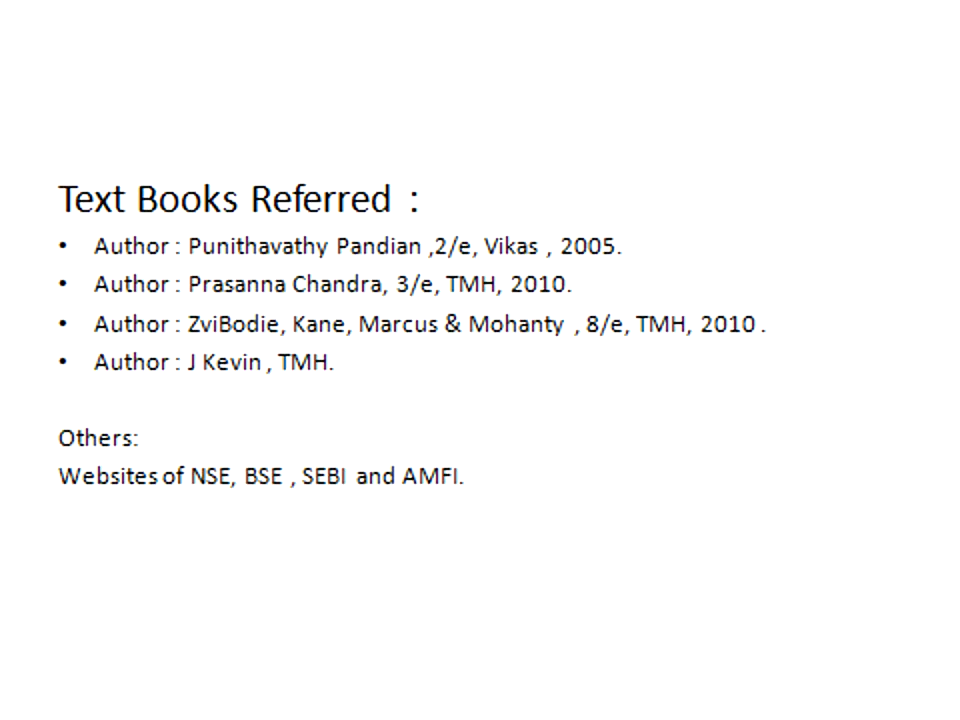 Text Books Referred :
• Author : Punithavathy Pandian ,2/e, Vikas , 2005.
• Author : Prasanna Chandra, 3/e, TMH, 2010.
• Author : ZviBodie, Kane, Marcus & Mohanty , 8/e, TMH, 2010 .
• Author : J Kevin , TMH.
Others:
Websites of NSE, BSE , SEBI and AMFI.